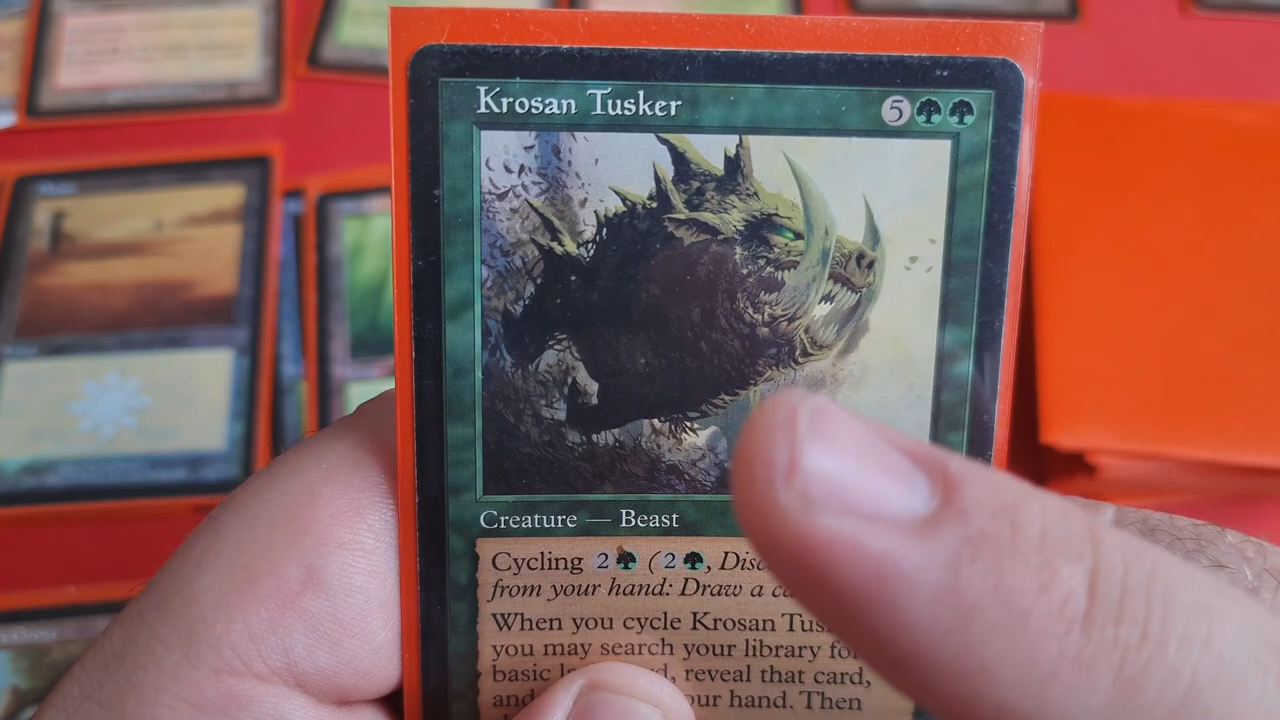 Krosan Tusker 5
Creature — Beast
Cycling 2 (2, Disc
from your hand: Draw a ca
When you cycle Krosan Tus
you may search your library fo
basic l d, reveal that card,
and our hand. Then